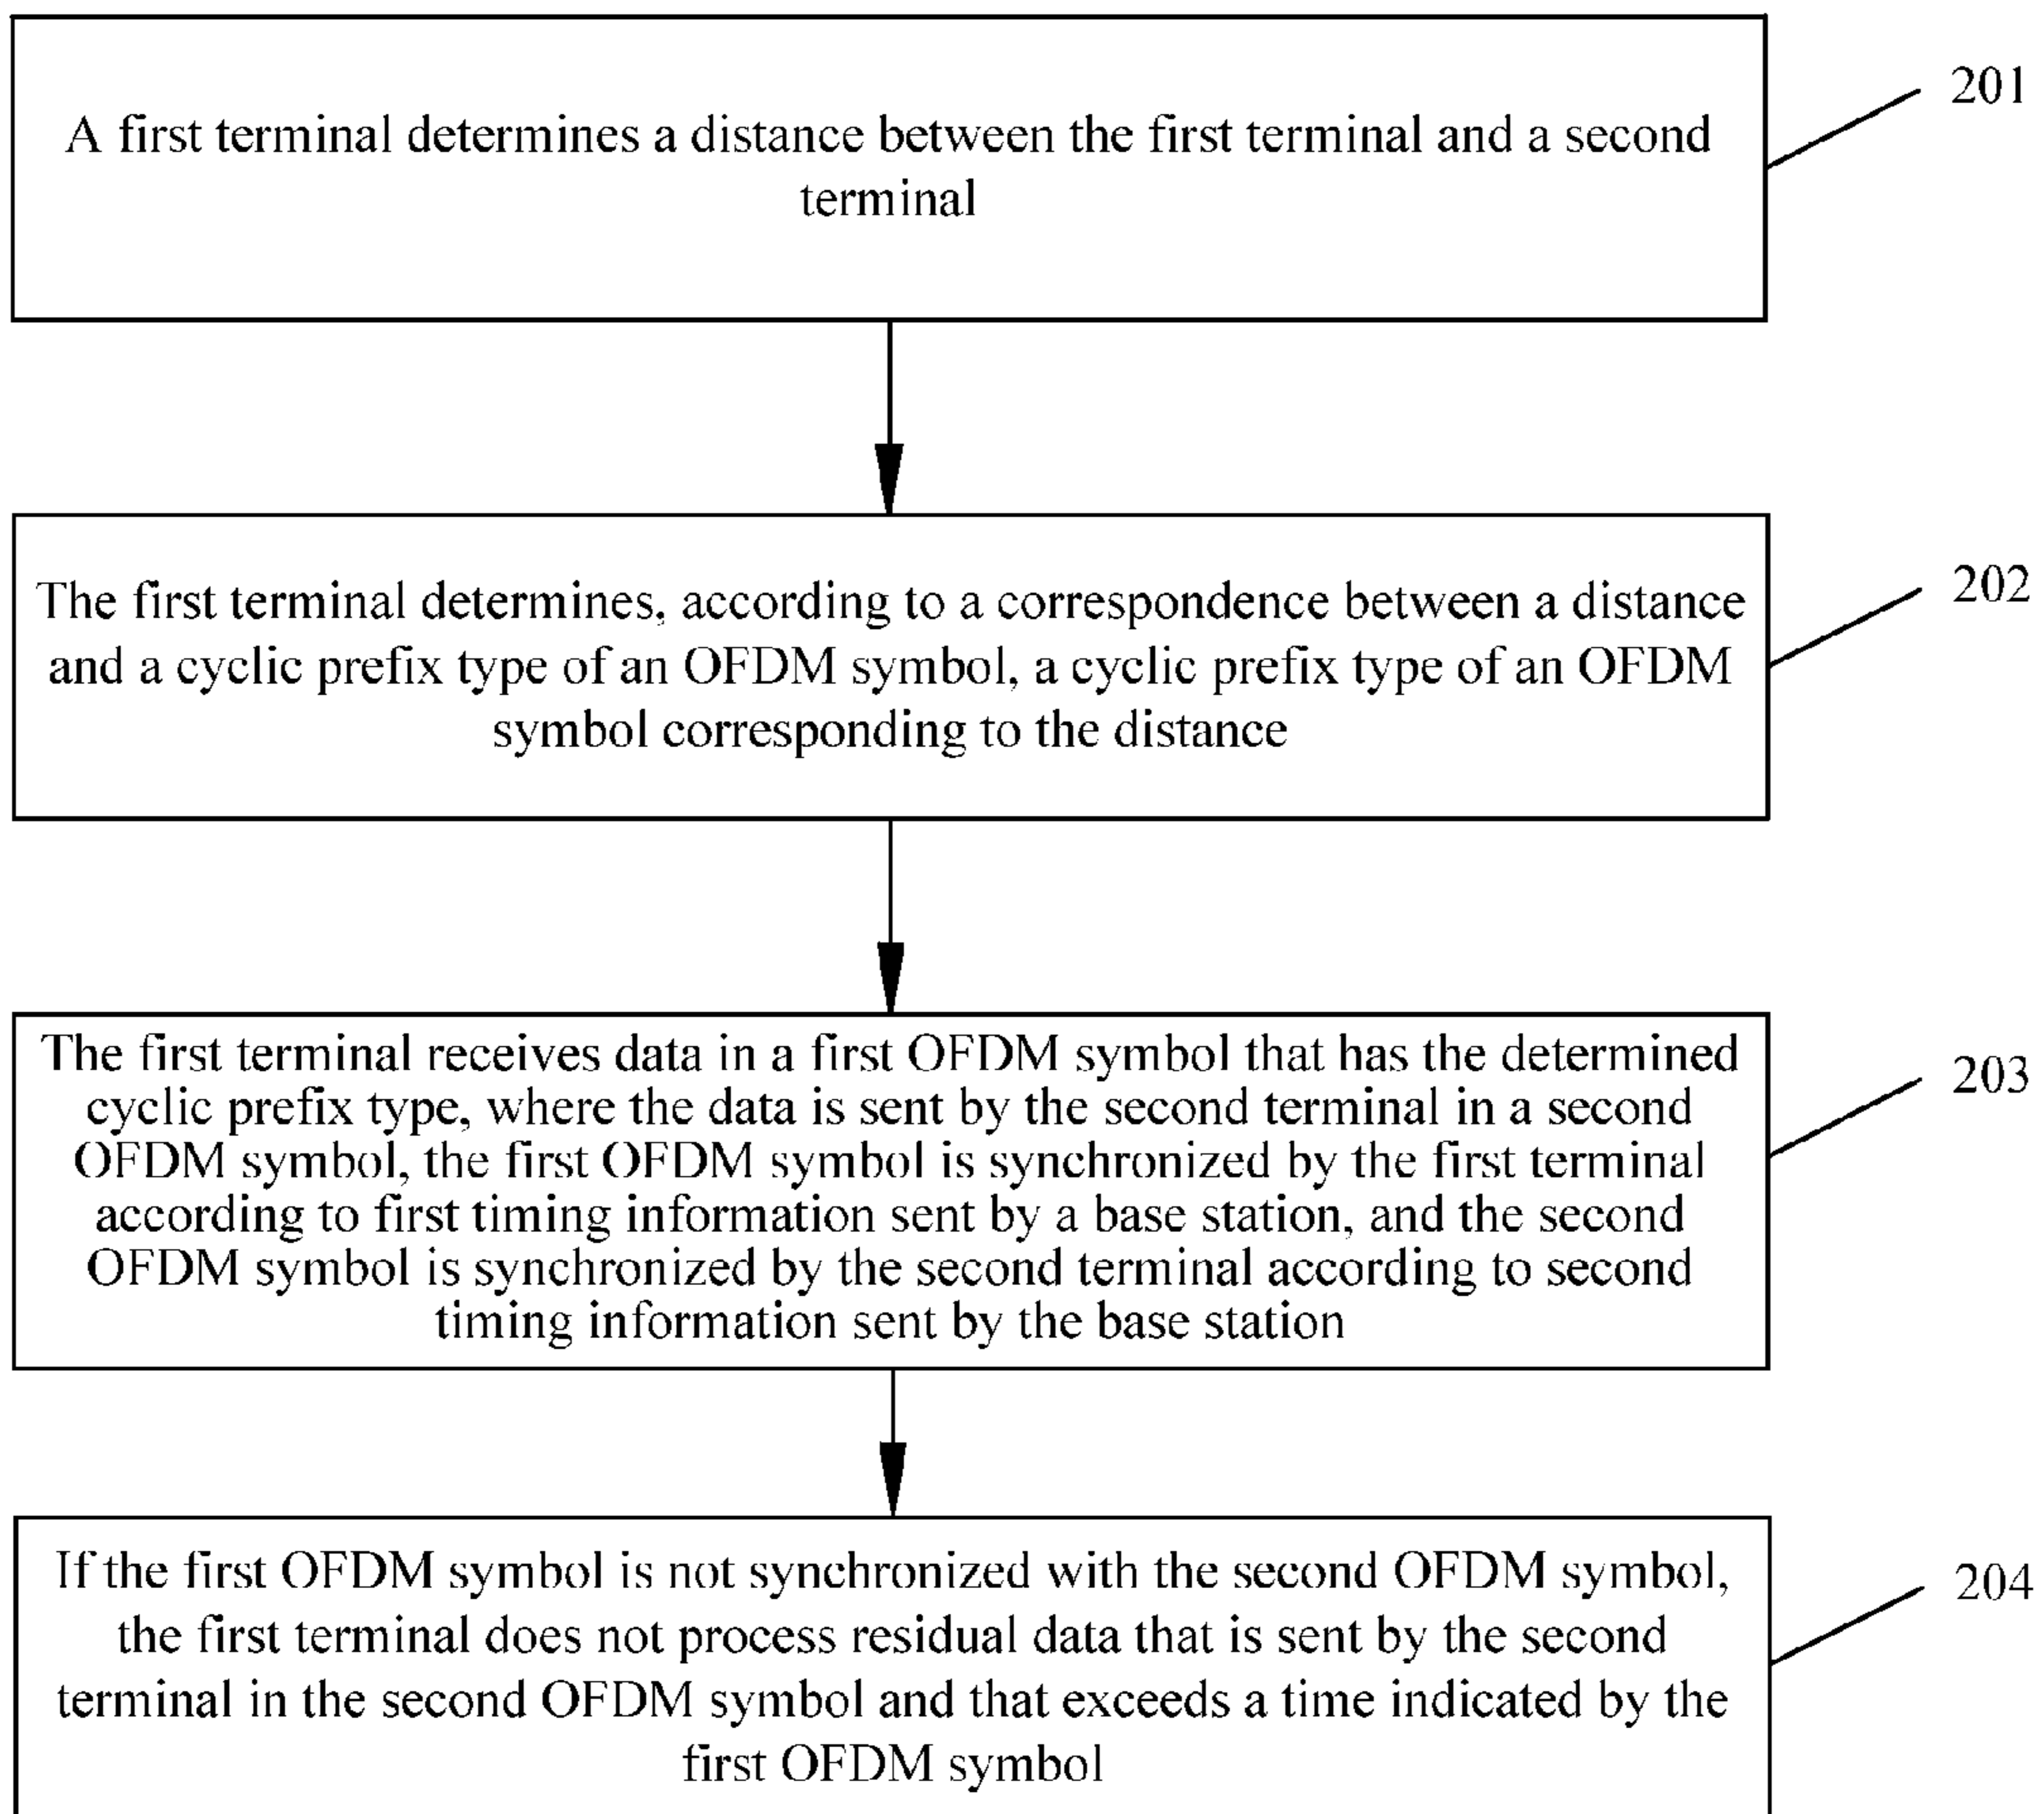 A first terminal determines a distance between the first terminal and a second
terminal
201
The first terminal determines, according to a correspondence between a distance
and a cyclic prefix type of an OFDM symbol, a cyclic prefix type of an OFDM
symbol corresponding to the distance
202
The first terminal receives data in a first OFDM symbol that has the determined
cyclic prefix type, where the data is sent by the second terminal in a second
OFDM symbol, the first OFDM symbol is synchronized by the first terminal
according to first timing information sent by a base station, and the second
OFDM symbol is synchronized by the second terminal according to second
timing information sent by the base station
203
If the first OFDM symbol is not synchronized with the second OFDM symbol,
the first terminal does not process residual data that is sent by the second
terminal in the second OFDM symbol and that exceeds a time indicated by the
first OFDM symbol
204